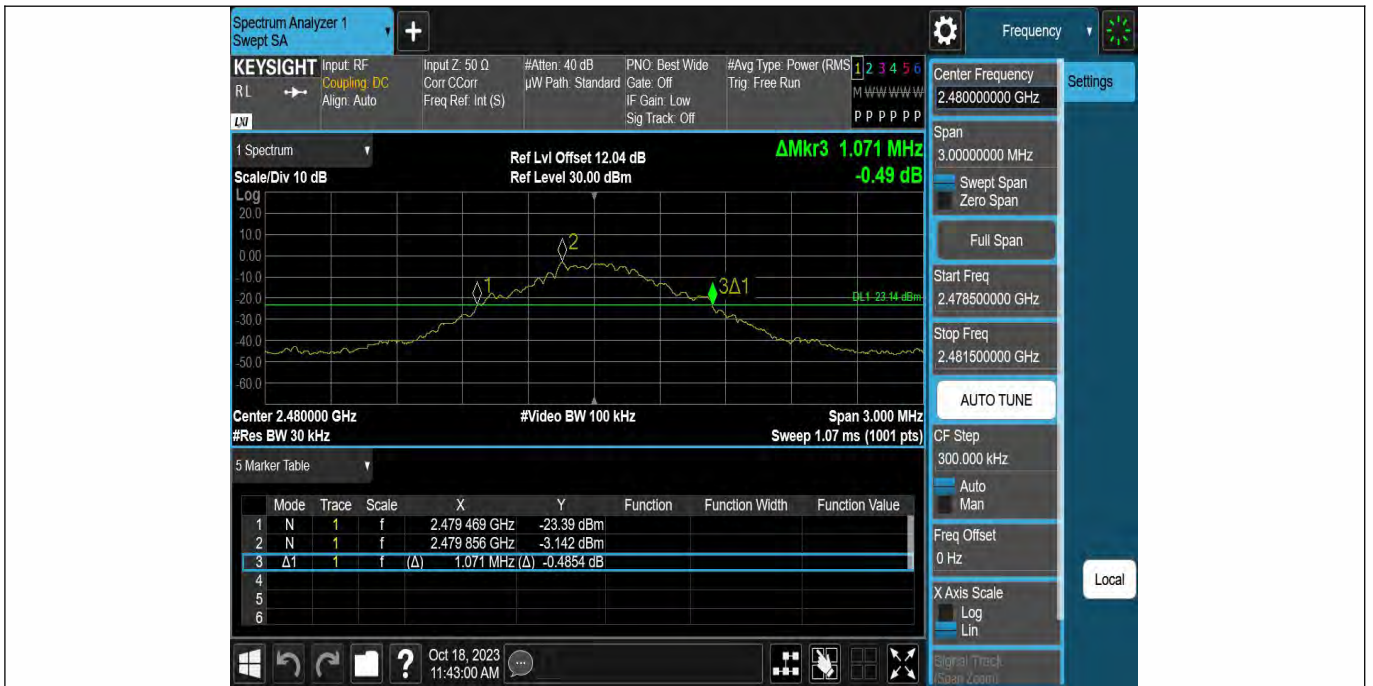 Spectrum Analyzer 1
Swept SA
+
Frequency
KEYSIGHT
RL
LXI
Input: RF
Coupling: DC
Align: Auto
Input Z: 50 Ω
Corr CCorr
Freq Ref: Int (S)
#Atten: 40 dB
µW Path: Standard
PNO: Best Wide
Gate: Off
IF Gain: Low
Sig Track: Off
#Avg Type: Power (RMS
Trig: Free Run
1 2 3 4 5 6
M W W W W W
P P P P P P
1 Spectrum
Scale/Div 10 dB
Ref Lvl Offset 12.04 dB
Ref Level 30.00 dBm
ΔMkr3 1.071 MHz
-0.49 dB
Log
20.0
10.0
0.00
-10.0
-20.0
-30.0
-40.0
-50.0
-60.0
1
2
3Δ1
DL1 -23.14 dBm
Center 2.480000 GHz
#Video BW 100 kHz
Span 3.000 MHz
#Res BW 30 kHz
Sweep 1.07 ms (1001 pts)
5 Marker Table
Mode Trace Scale X Y Function Function Width Function Value
1 N 1 f 2.479 469 GHz -23.39 dBm
2 N 1 f 2.479 856 GHz -3.142 dBm
3 Δ1 1 f (Δ) 1.071 MHz (Δ) -0.4854 dB
4
5
6
Oct 18, 2023
11:43:00 AM
Center Frequency
2.480000000 GHz
Settings
Span
3.00000000 MHz
Swept Span
Zero Span
Full Span
Start Freq
2.478500000 GHz
Stop Freq
2.481500000 GHz
AUTO TUNE
CF Step
300.000 kHz
Auto
Man
Freq Offset
0 Hz
X Axis Scale
Log
Lin
Signal Track
(Span Zoom)
Local